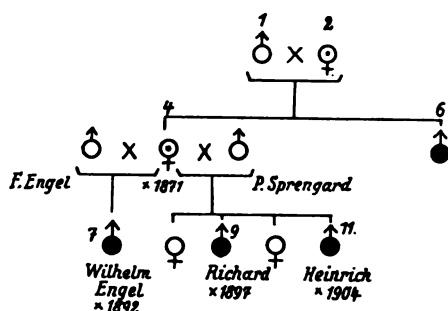 1 2
X
4 6
X X
F. Engel × 1871 P. Sprengard
7 9 11.
Wilhelm Richard Heinrich
Engel × 1897 × 1904
× 1892